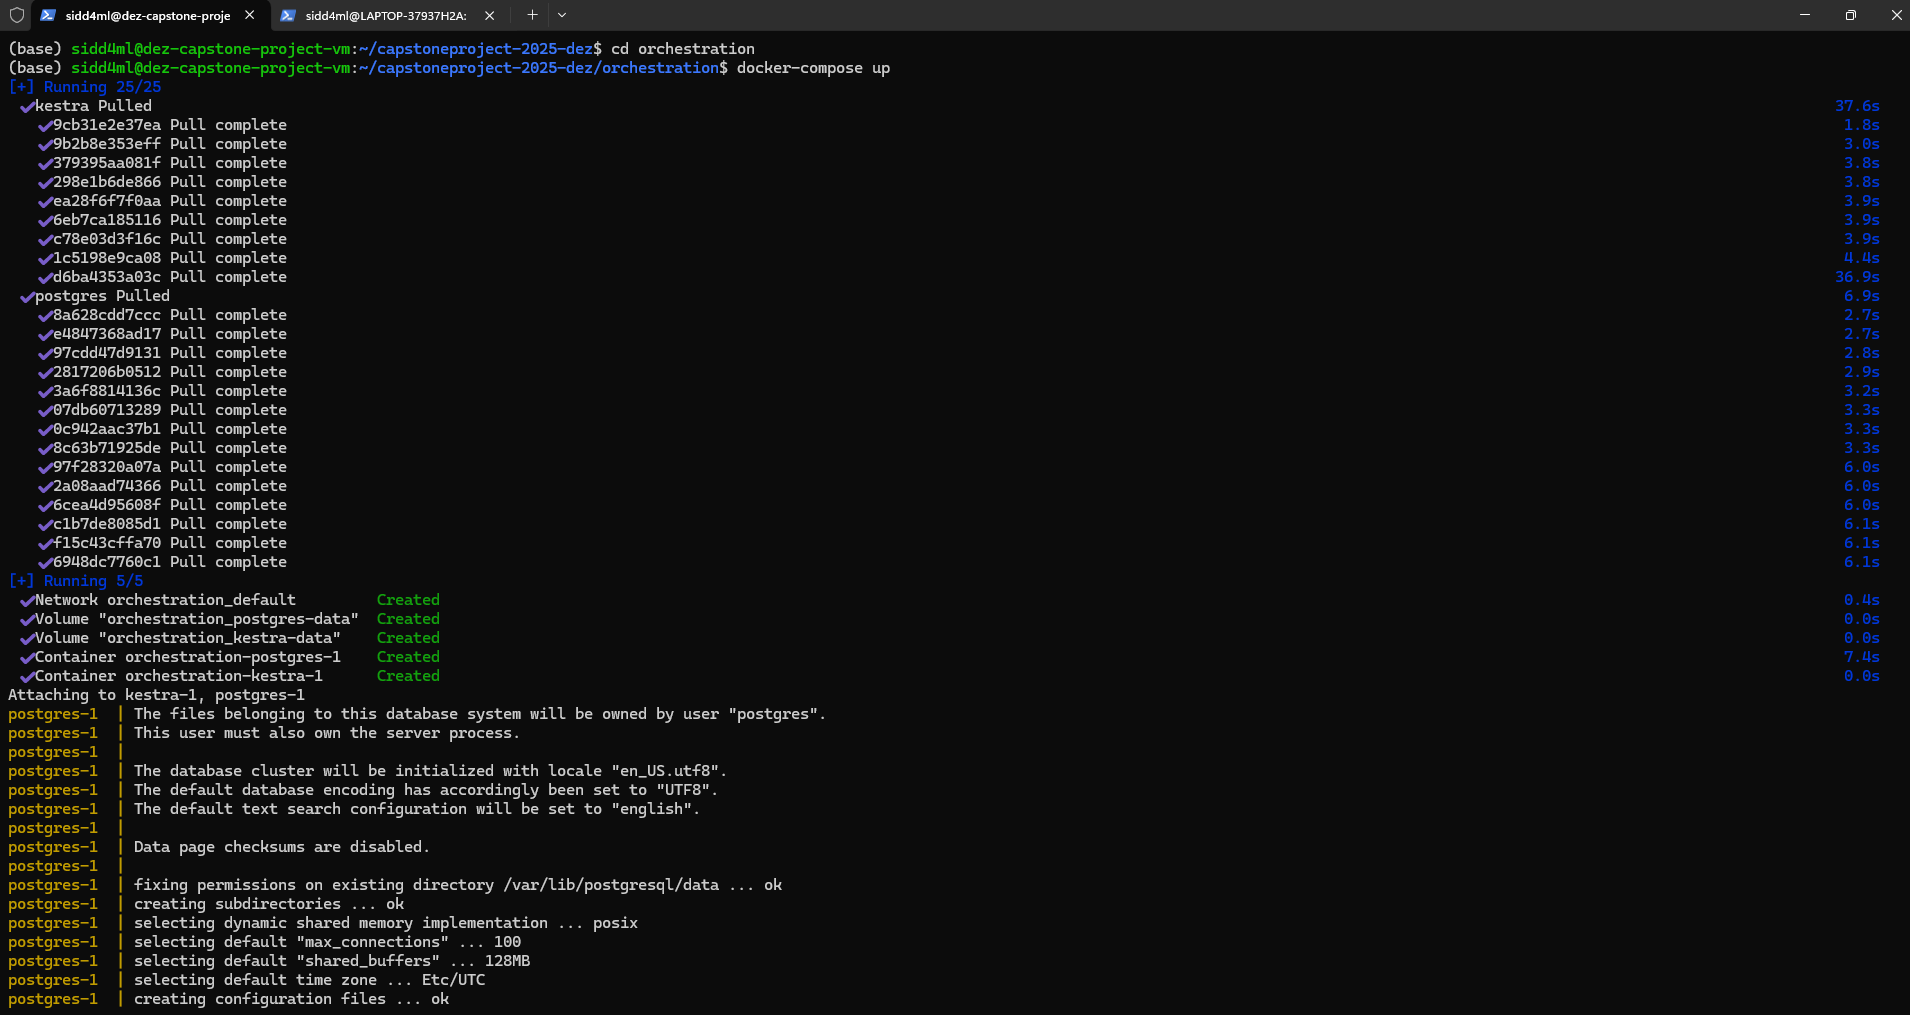 sidd4ml@dez-capstone-proje
sidd4ml@LAPTOP-37937H2A:
(base) sidd4ml@dez-capstone-project-vm:~/capstoneproject-2025-dez$ cd orchestration
(base) sidd4ml@dez-capstone-project-vm:~/capstoneproject-2025-dez/orchestration$ docker-compose up
[+] Running 25/25
✔kestra Pulled 37.6s
✔9cb31e2e37ea Pull complete 1.8s
✔9b2b8e353eff Pull complete 3.0s
✔379395aa081f Pull complete 3.8s
✔298e1b6de866 Pull complete 3.8s
✔ea28f6f7f0aa Pull complete 3.9s
✔6eb7ca185116 Pull complete 3.9s
✔c78e03d3f16c Pull complete 3.9s
✔1c5198e9ca08 Pull complete 4.4s
✔d6ba4353a03c Pull complete 36.9s
✔postgres Pulled 6.9s
✔8a628cdd7ccc Pull complete 2.7s
✔e4847368ad17 Pull complete 2.7s
✔97cdd47d9131 Pull complete 2.8s
✔2817206b0512 Pull complete 2.9s
✔3a6f8814136c Pull complete 3.2s
✔07db60713289 Pull complete 3.3s
✔0c942aac37b1 Pull complete 3.3s
✔8c63b71925de Pull complete 3.3s
✔97f28320a07a Pull complete 6.0s
✔2a08aad74366 Pull complete 6.0s
✔6cea4d95608f Pull complete 6.0s
✔c1b7de8085d1 Pull complete 6.1s
✔f15c43cffa70 Pull complete 6.1s
✔6948dc7760c1 Pull complete 6.1s
[+] Running 5/5
✔Network orchestration_default Created 0.4s
✔Volume "orchestration_postgres-data" Created 0.0s
✔Volume "orchestration_kestra-data" Created 0.0s
✔Container orchestration-postgres-1 Created 7.4s
✔Container orchestration-kestra-1 Created 0.0s
Attaching to kestra-1, postgres-1
postgres-1 | The files belonging to this database system will be owned by user "postgres".
postgres-1 | This user must also own the server process.
postgres-1 |
postgres-1 | The database cluster will be initialized with locale "en_US.utf8".
postgres-1 | The default database encoding has accordingly been set to "UTF8".
postgres-1 | The default text search configuration will be set to "english".
postgres-1 |
postgres-1 | Data page checksums are disabled.
postgres-1 |
postgres-1 | fixing permissions on existing directory /var/lib/postgresql/data ... ok
postgres-1 | creating subdirectories ... ok
postgres-1 | selecting dynamic shared memory implementation ... posix
postgres-1 | selecting default "max_connections" ... 100
postgres-1 | selecting default "shared_buffers" ... 128MB
postgres-1 | selecting default time zone ... Etc/UTC
postgres-1 | creating configuration files ... ok